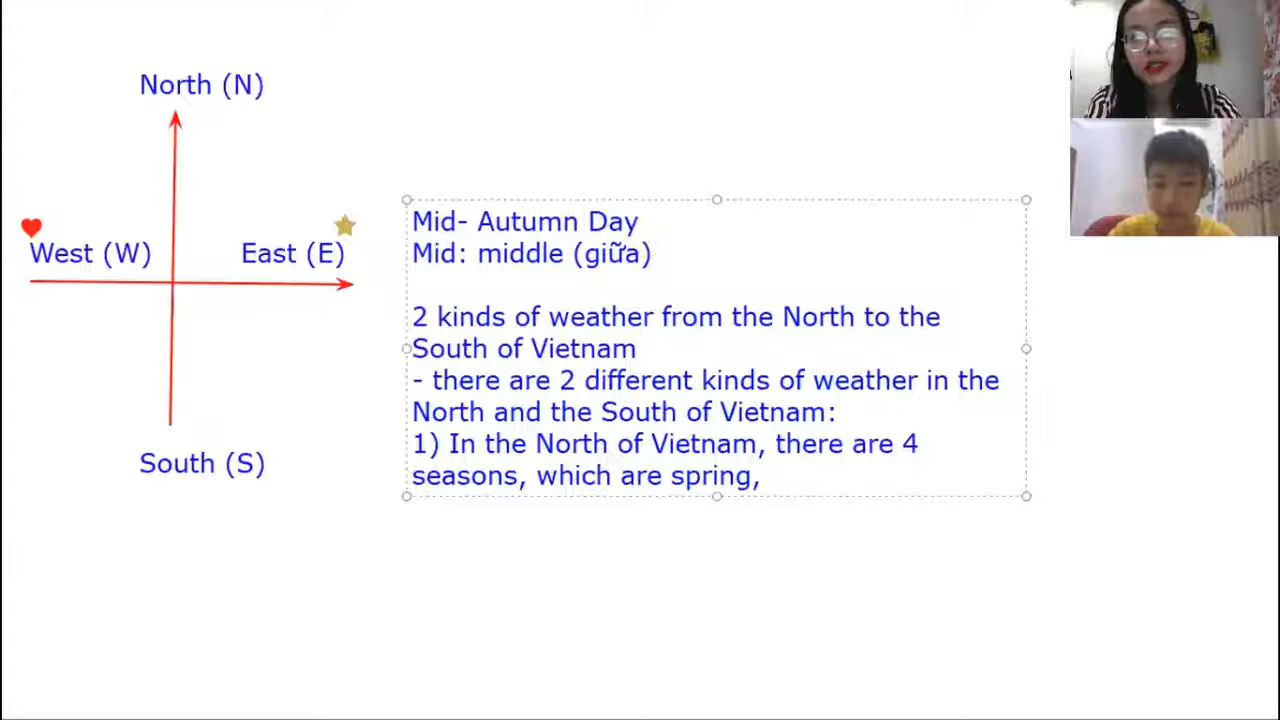 North (N)
West (W)
East (E)
South (S)
Mid- Autumn Day
Mid: middle (giữa)
2 kinds of weather from the North to the
South of Vietnam
- there are 2 different kinds of weather in the
North and the South of Vietnam:
1) In the North of Vietnam, there are 4
seasons, which are spring,